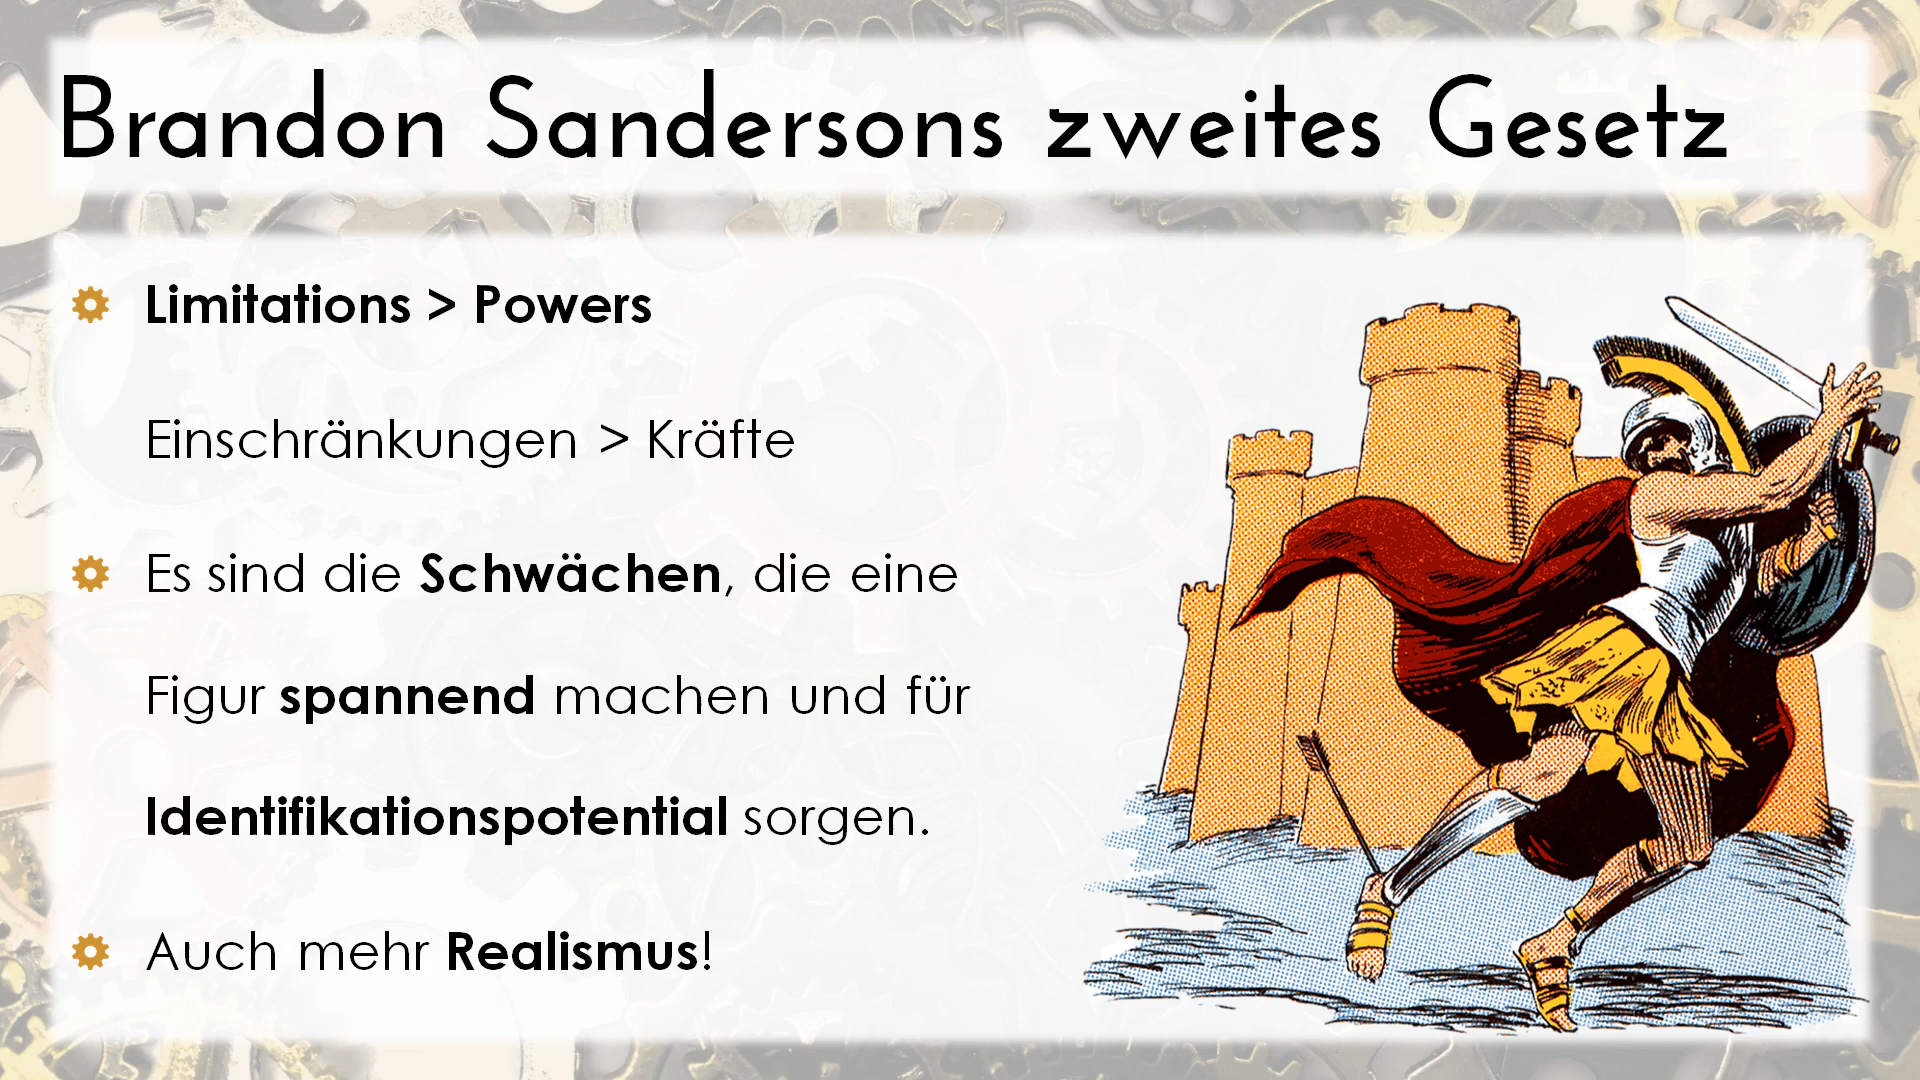 Brandon Sandersons zweites Gesetz
Limitations > Powers
Einschränkungen > Kräfte
Es sind die Schwächen, die eine
Figur spannend machen und für
Identifikationspotential sorgen.
Auch mehr Realismus!